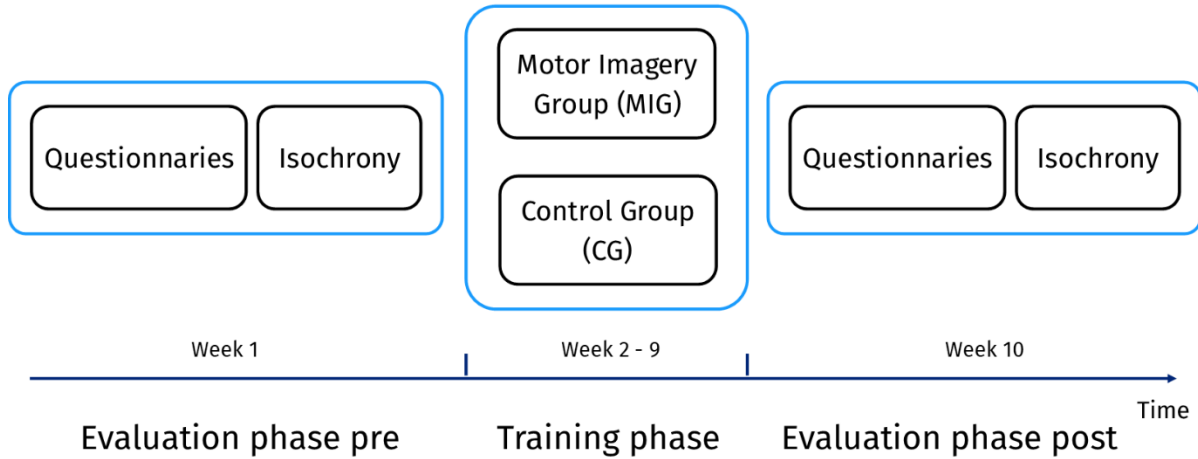 Questionnaries
Isochrony
Motor Imagery
Group (MIG)
Control Group
(CG)
Questionnaries
Isochrony
Week 1
Week 2 - 9
Week 10
Time
Evaluation phase pre
Training phase
Evaluation phase post